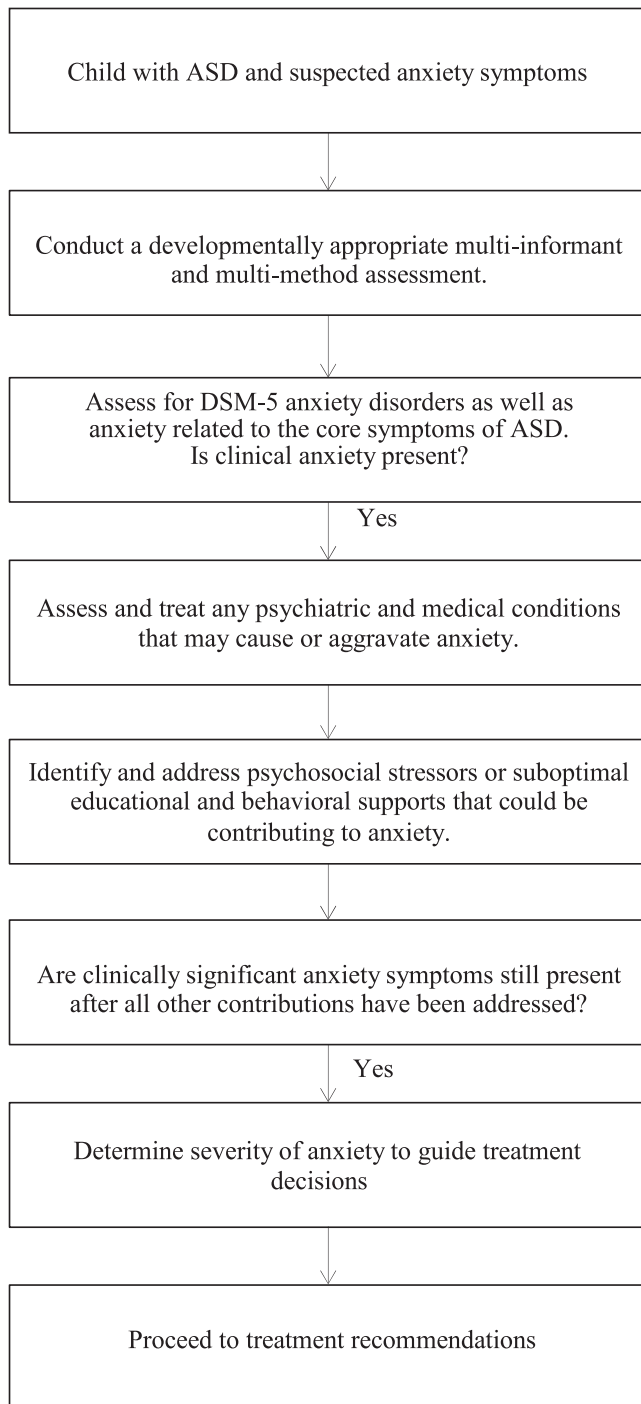 Child with ASD and suspected anxiety symptoms
Conduct a developmentally appropriate multi-informant
and multi-method assessment.
Assess for DSM-5 anxiety disorders as well as
anxiety related to the core symptoms of ASD.
Is clinical anxiety present?
Yes
Assess and treat any psychiatric and medical conditions
that may cause or aggravate anxiety.
Identify and address psychosocial stressors or suboptimal
educational and behavioral supports that could be
contributing to anxiety.
Are clinically significant anxiety symptoms still present
after all other contributions have been addressed?
Yes
Determine severity of anxiety to guide treatment
decisions
Proceed to treatment recommendations